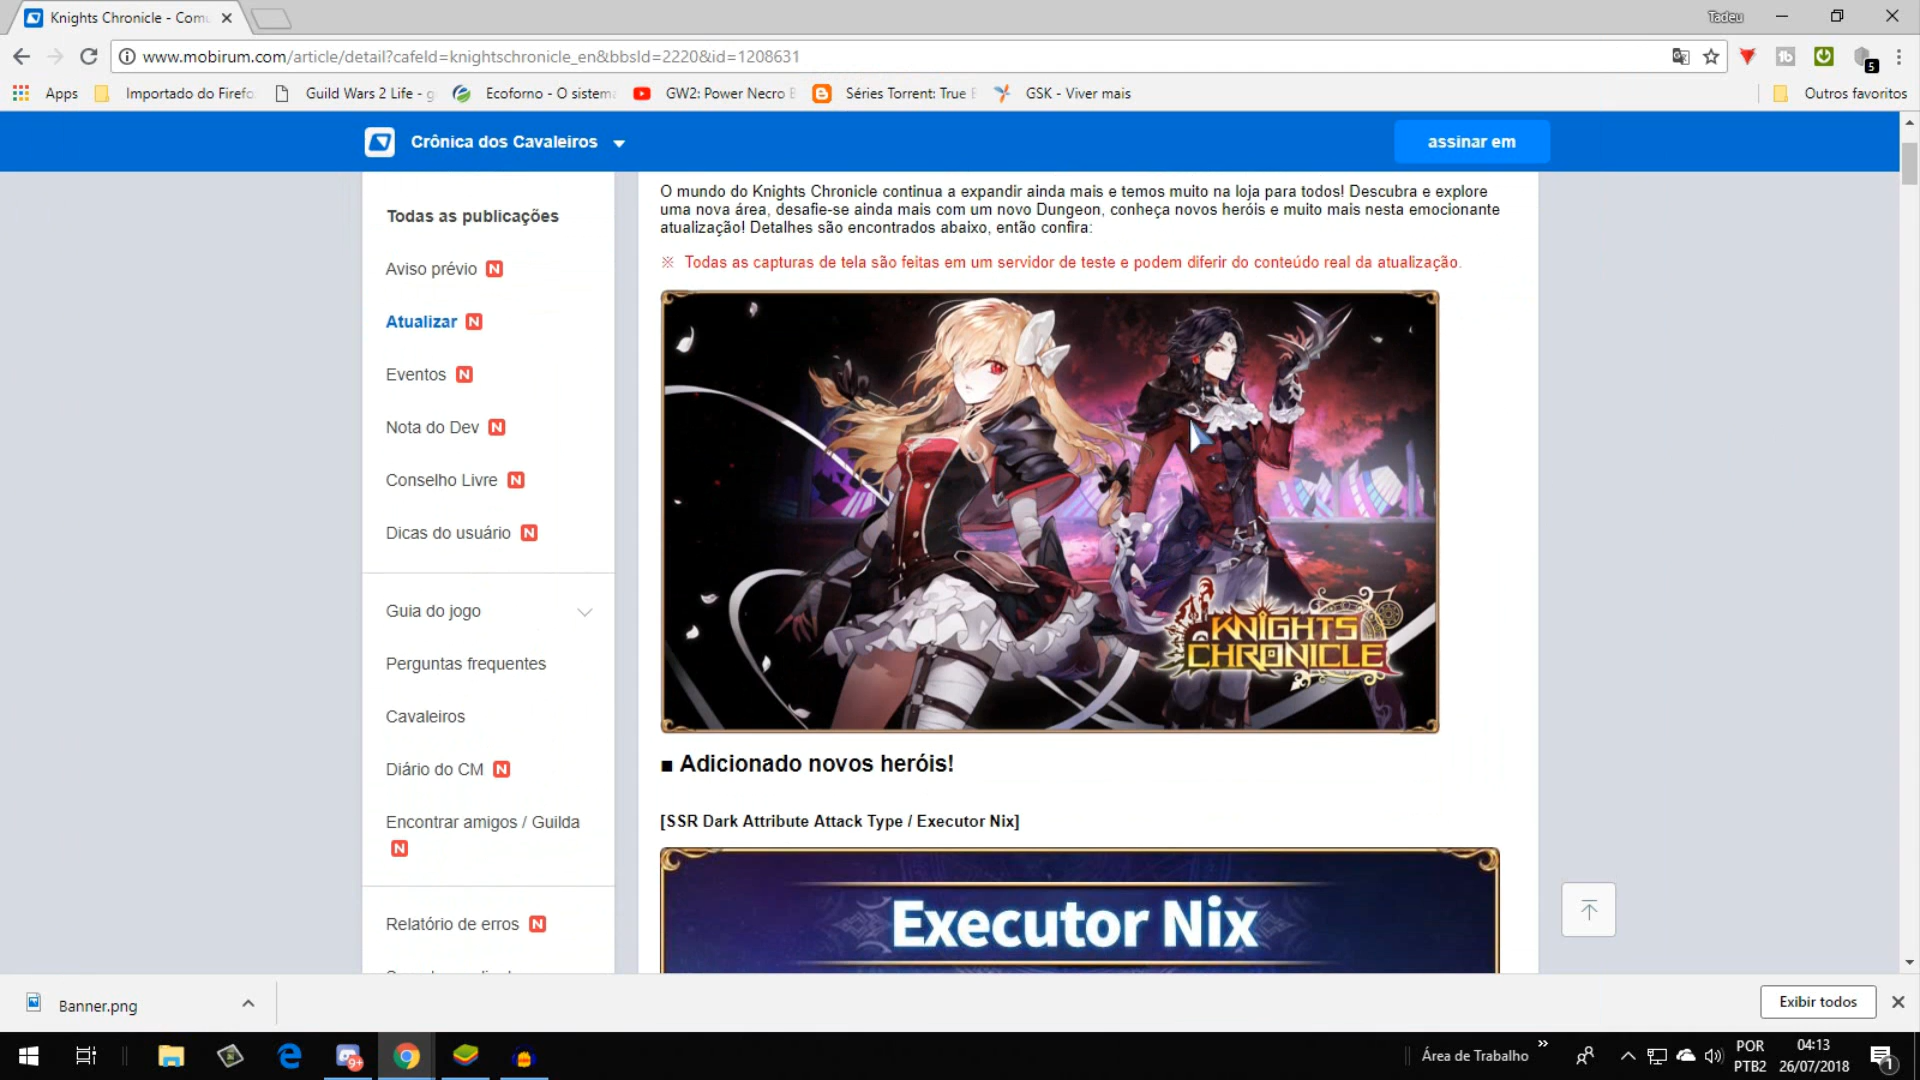 Knights Chronicle - Comu
Tadeu
www.mobirum.com/article/detail?cafeId=knightschronicle_en&bbsId=2220&id=1208631
5
Apps
Importado do Firefo
Guild Wars 2 Life - g
Ecoforno - O sistema
GW2: Power Necro B
Séries Torrent: True
GSK - Viver mais
Outros favoritos
Crônica dos Cavaleiros
assinar em
Todas as publicações
Aviso prévio N
Atualizar N
Eventos N
Nota do Dev N
Conselho Livre N
Dicas do usuário N
Guia do jogo
Perguntas frequentes
Cavaleiros
Diário do CM N
Encontrar amigos / Guilda
N
Relatório de erros N
O mundo do Knights Chronicle continua a expandir ainda mais e temos muito na loja para todos! Descubra e explore
uma nova área, desafie-se ainda mais com um novo Dungeon, conheça novos heróis e muito mais nesta emocionante
atualização! Detalhes são encontrados abaixo, então confira:
※ Todas as capturas de tela são feitas em um servidor de teste e podem diferir do conteúdo real da atualização.
KNIGHTS
CHRONICLE
■ Adicionado novos heróis!
[SSR Dark Attribute Attack Type / Executor Nix]
Executor Nix
Banner.png
Exibir todos
9+
Área de Trabalho
POR
PTB2
04:13
26/07/2018
1